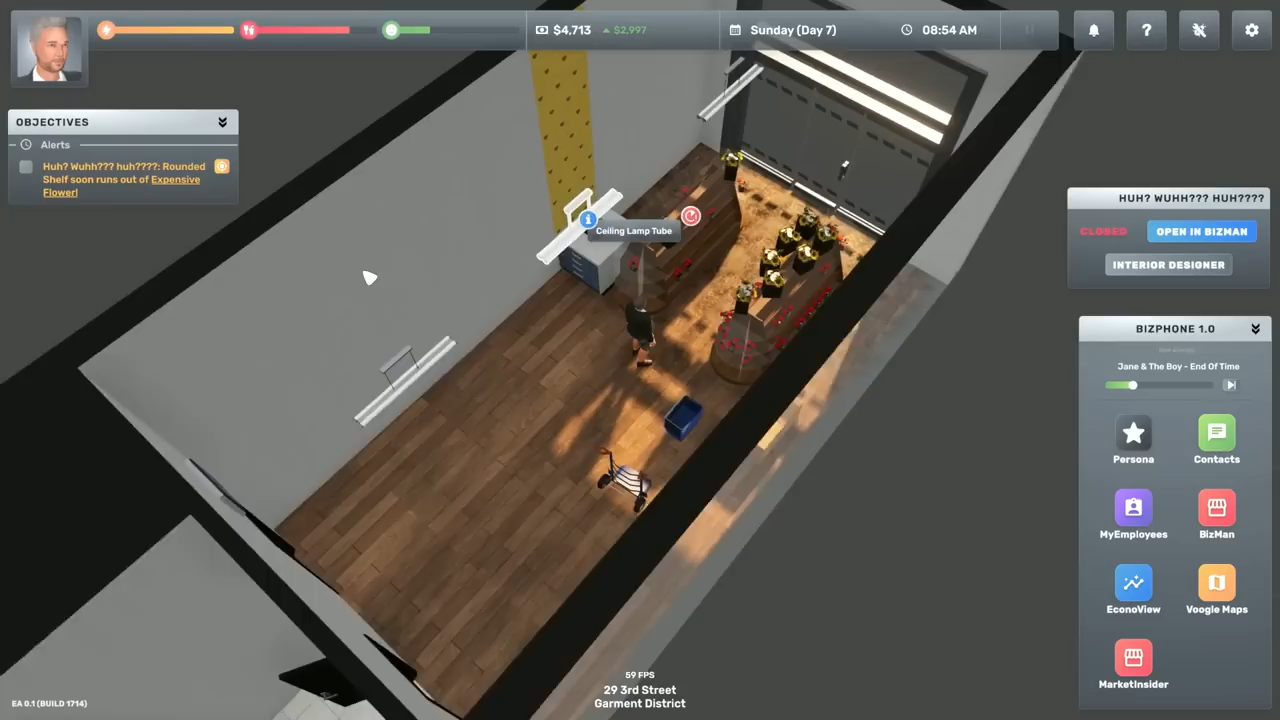 $4,713
$2,997
Sunday (Day 7)
08:54 AM
?
OBJECTIVES
Alerts
Huh? Wuhh??? huh????: Rounded
Shelf soon runs out of Expensive
Flower!
Ceiling Lamp Tube
HUH? WUHH??? HUH????
CLOSED
OPEN IN BIZMAN
INTERIOR DESIGNER
BIZPHONE 1.0
Jane & The Boy - End Of Time
Persona
Contacts
MyEmployees
BizMan
EconoView
Voogle Maps
MarketInsider
59 FPS
29 3rd Street
Garment District
EA 0.1 (BUILD 1714)